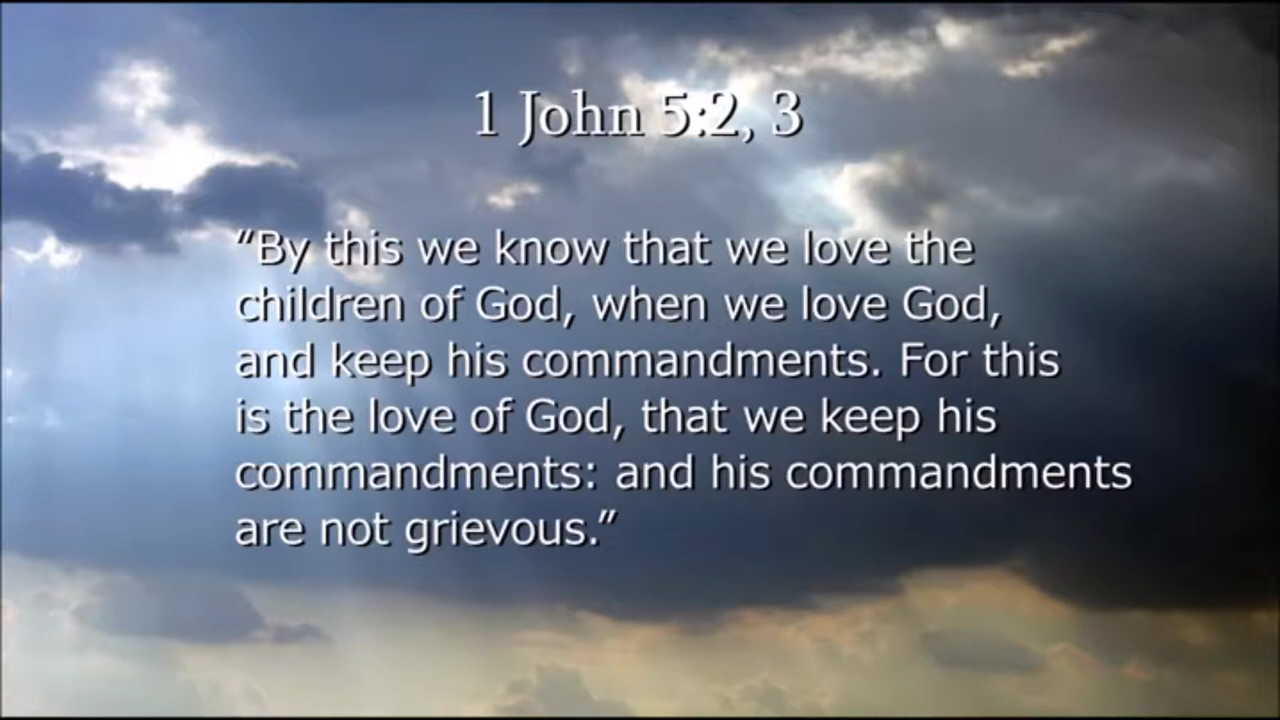 1 John 5:2, 3
“By this we know that we love the
children of God, when we love God,
and keep his commandments. For this
is the love of God, that we keep his
commandments: and his commandments
are not grievous.”